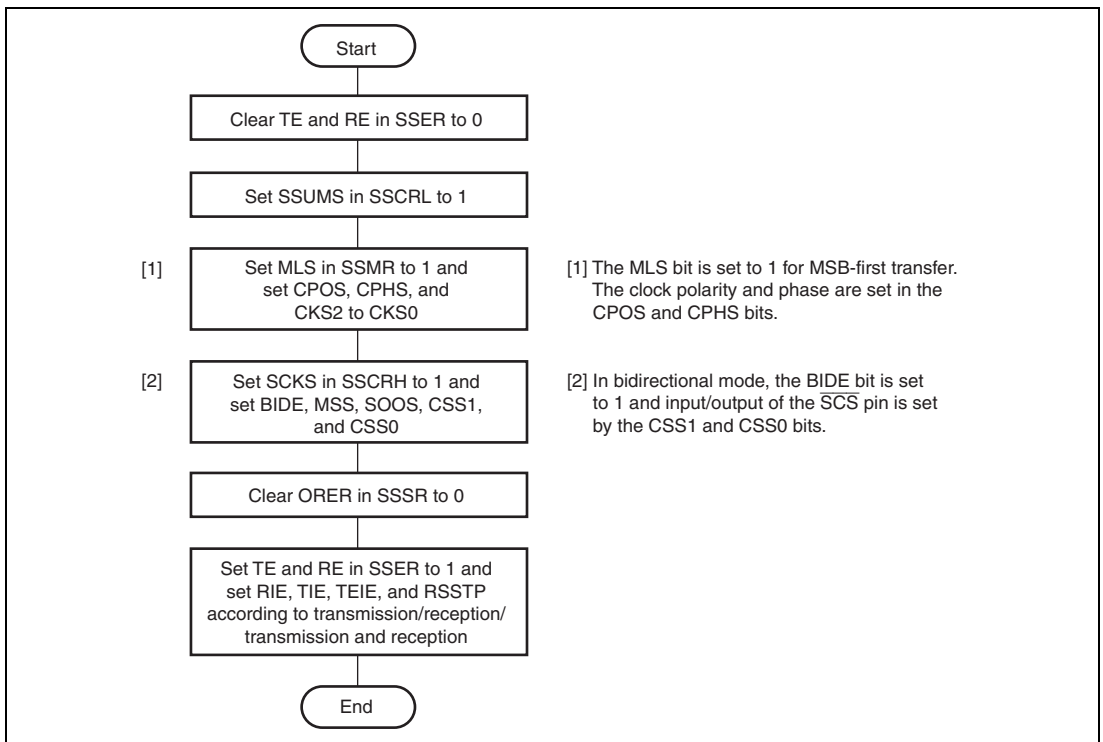 Start
Clear TE and RE in SSER to 0
Set SSUMS in SSCRL to 1
[1]
Set MLS in SSMR to 1 and
set CPOS, CPHS, and
CKS2 to CKS0
[1] The MLS bit is set to 1 for MSB-first transfer.
The clock polarity and phase are set in the
CPOS and CPHS bits.
[2]
Set SCKS in SSCRH to 1 and
set BIDE, MSS, SOOS, CSS1,
and CSS0
[2] In bidirectional mode, the BIDE bit is set
to 1 and input/output of the SCS pin is set
by the CSS1 and CSS0 bits.
Clear ORER in SSSR to 0
Set TE and RE in SSER to 1 and
set RIE, TIE, TEIE, and RSSTP
according to transmission/reception/
transmission and reception
End